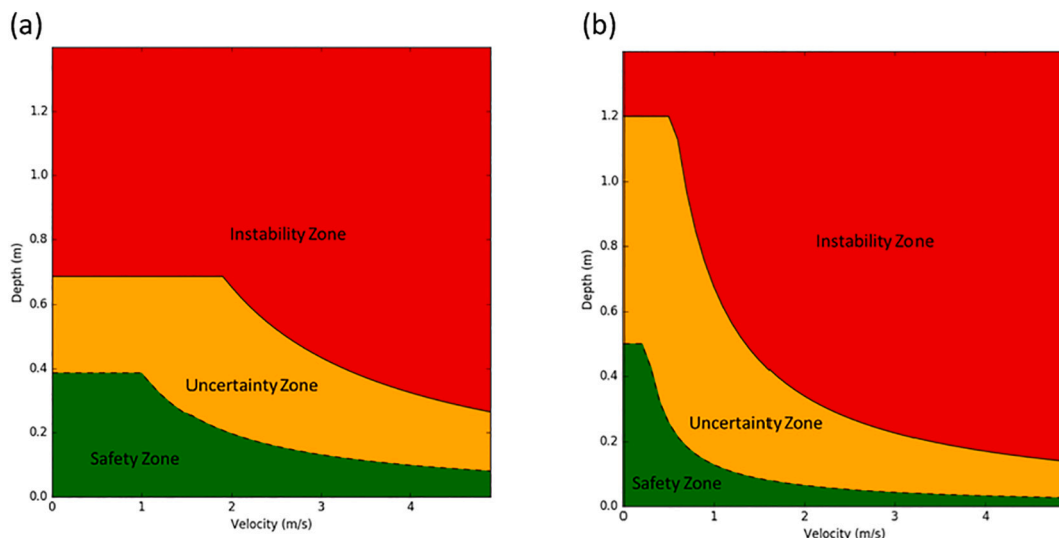 (a)
1.2
1.0
0.8
0.6
0.4
0.2
0.0
Depth (m)
Instability Zone
Uncertainty Zone
Safety Zone
0 1 2 3 4
Velocity (m/s)
(b)
1.2
1.0
0.8
0.6
0.4
0.2
0.0
Depth (m)
Instability Zone
Uncertainty Zone
Safety Zone
0 1 2 3 4
Velocity (m/s)